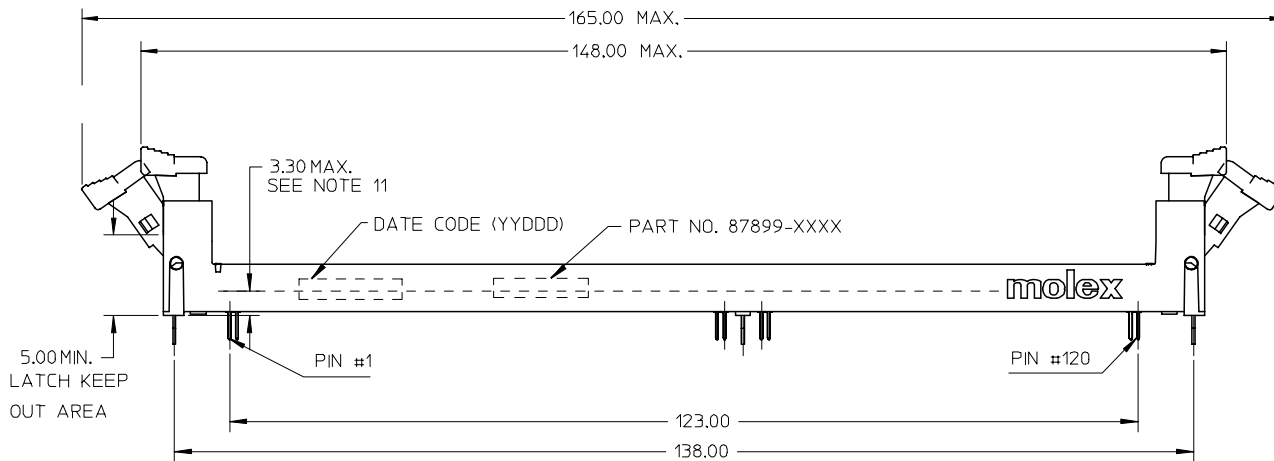 165.00 MAX.
148.00 MAX.
3.30 MAX.
SEE NOTE 11
DATE CODE (YYDDD)
PART NO. 87899-XXXX
molex
5.00 MIN.
LATCH KEEP
OUT AREA
PIN #1
PIN #120
123.00
138.00